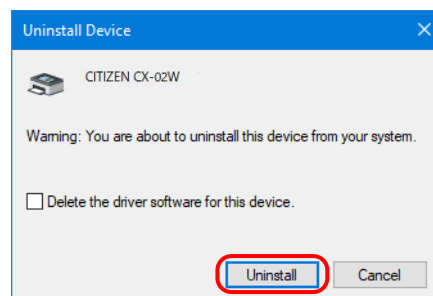 Uninstall Device
CITIZEN CX-02W
Warning: You are about to uninstall this device from your system.
Delete the driver software for this device.
Uninstall Cancel